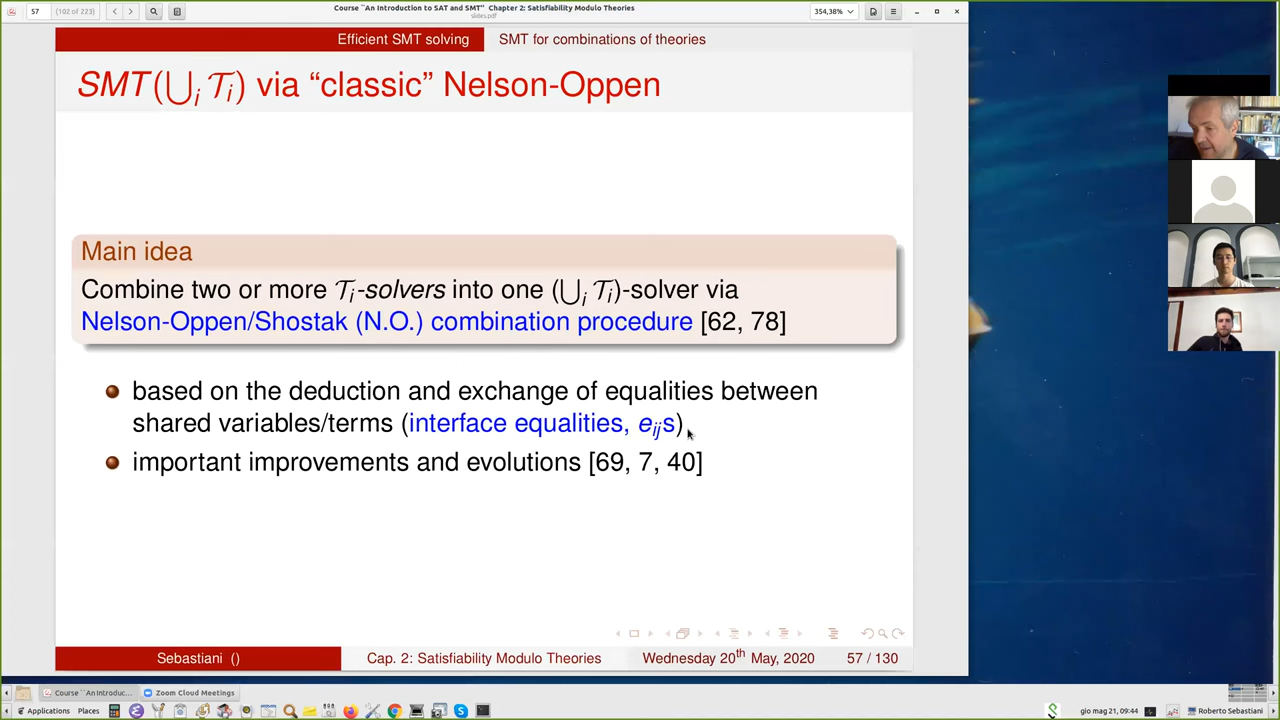 57
(102 of 223)
Course ``An Introduction to SAT and SMT'' Chapter 2: Satisfiability Modulo Theories
slides.pdf
354,38%
Efficient SMT solving
SMT for combinations of theories
SMT(⋃i Ti) via “classic” Nelson-Oppen
Main idea
Combine two or more Ti-solvers into one (⋃i Ti)-solver via
Nelson-Oppen/Shostak (N.O.) combination procedure [62, 78]
based on the deduction and exchange of equalities between
shared variables/terms (interface equalities, eijs)
important improvements and evolutions [69, 7, 40]
Sebastiani ()
Cap. 2: Satisfiability Modulo Theories
Wednesday 20th May, 2020
57 / 130
Course ``An Introduc...
Zoom Cloud Meetings
Applications
Places
gio mag 21, 09:44
Roberto Sebastiani